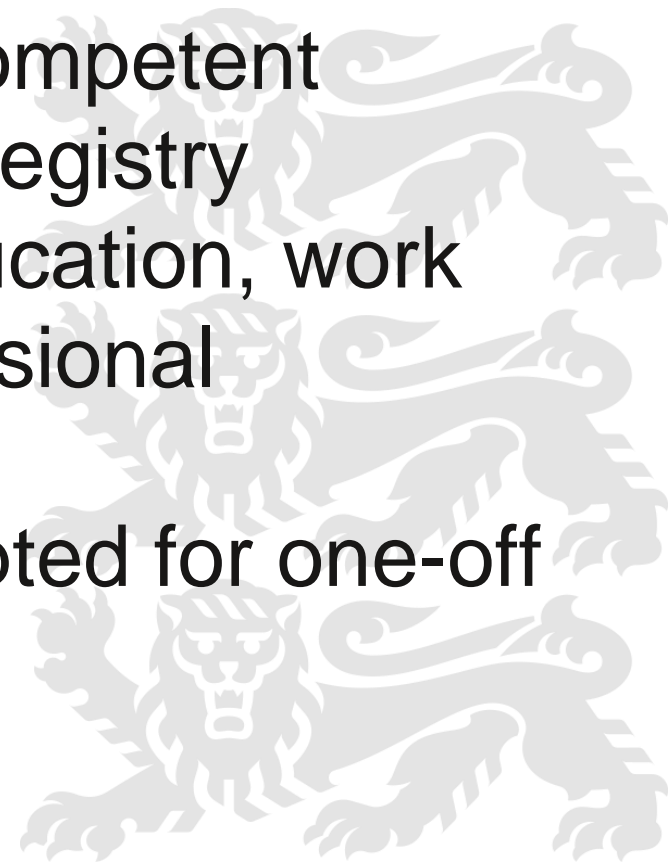 ompetent
egistry
ucation, work
sional
oted for one-off